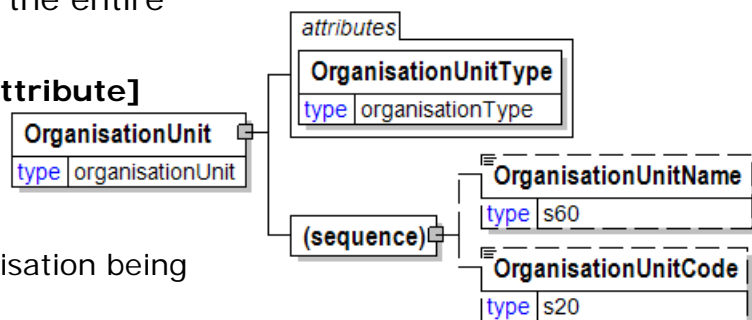 the entire
attributes
OrganisationUnitType
type organisationType
ttribute]
OrganisationUnit
type organisationUnit
OrganisationUnitName
type s60
(sequence)
isation being
OrganisationUnitCode
type s20